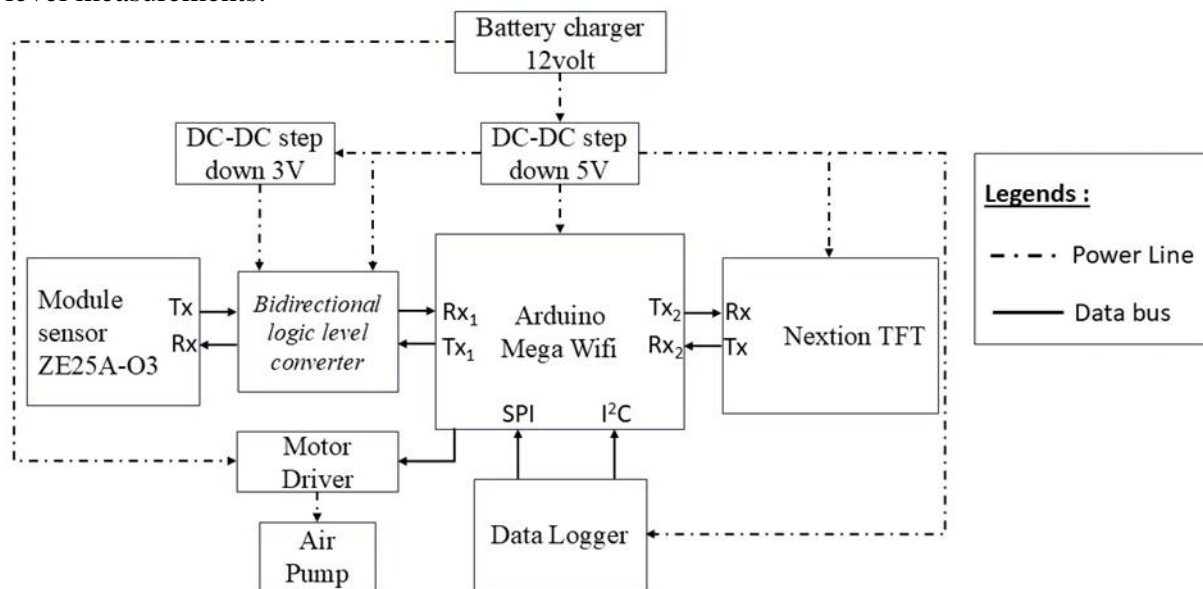 level measurements.
Battery charger
12volt
DC-DC step
down 3V
DC-DC step
down 5V
Legends :
Power Line
Data bus
Module
sensor
ZE25A-O3
Tx
Rx
Bidirectional
logic level
converter
Rx₁
Tx₁
Arduino
Mega Wifi
Tx₂
Rx₂
SPI
I²C
Rx
Tx
Nextion TFT
Motor
Driver
Air
Pump
Data Logger